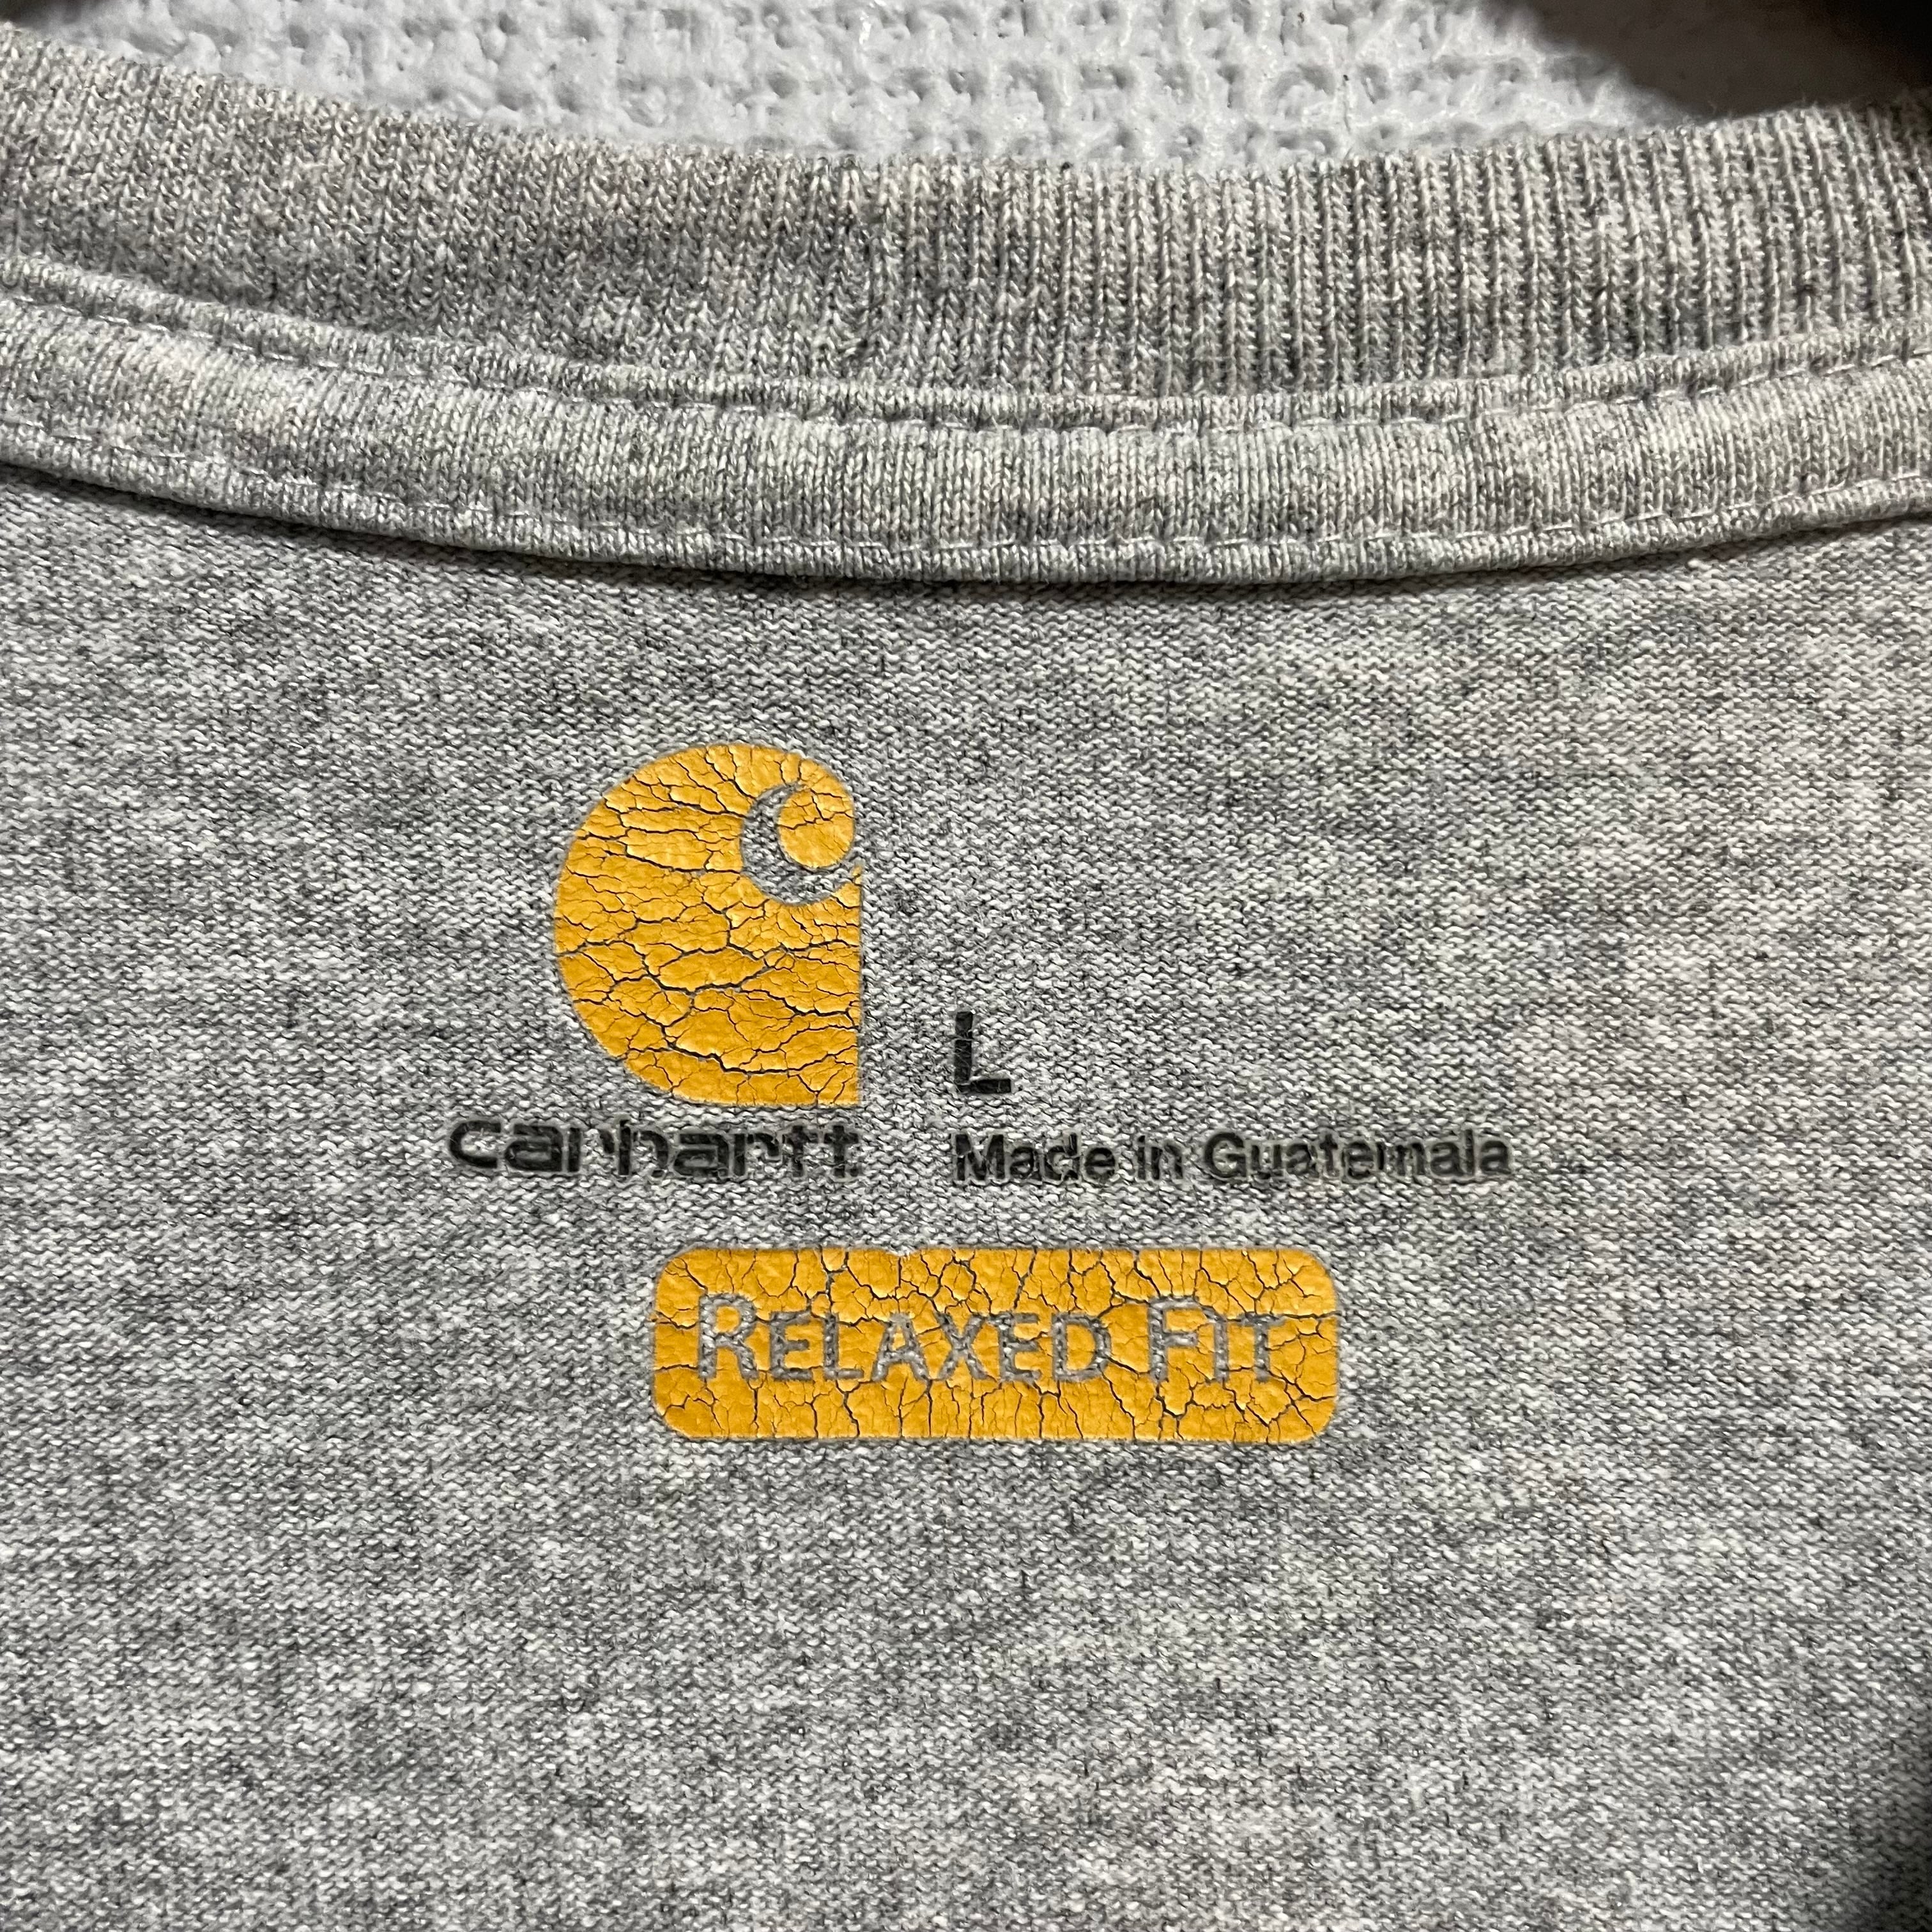 L
carhartt
Made in Guatemala
RELAXED FIT